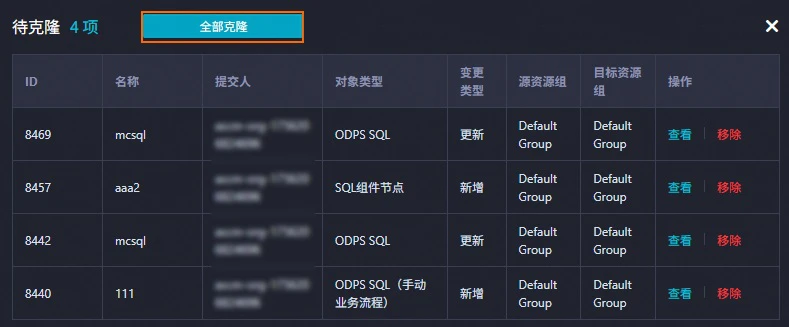 待克隆 4 项 全部克隆
ID 名称 提交人 对象类型 变更类型 源资源组 目标资源组 操作
8469 mcsql ODPS SQL 更新 Default Group Default Group 查看 移除
8457 aaa2 SQL组件节点 新增 Default Group Default Group 查看 移除
8442 mcsql ODPS SQL 更新 Default Group Default Group 查看 移除
8440 111 ODPS SQL（手动业务流程） 新增 Default Group Default Group 查看 移除